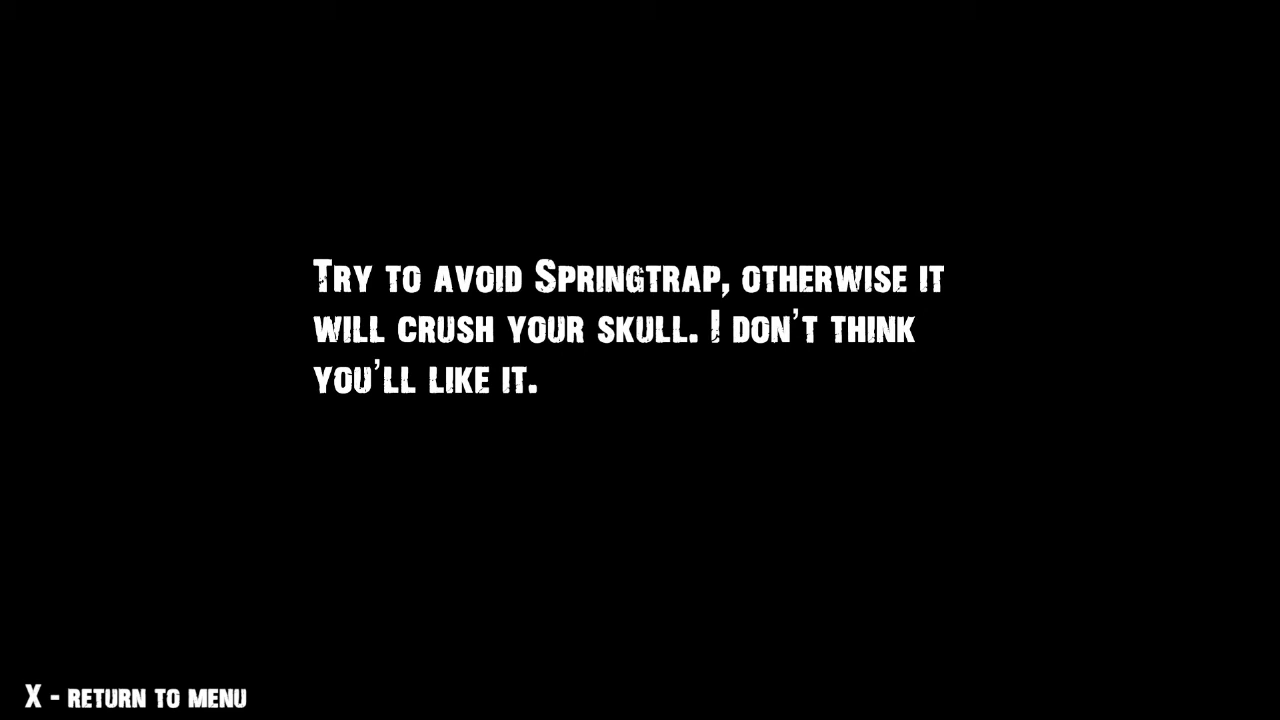 Try to avoid Springtrap, otherwise it
will crush your skull. I don't think
you'll like it.
X - return to menu